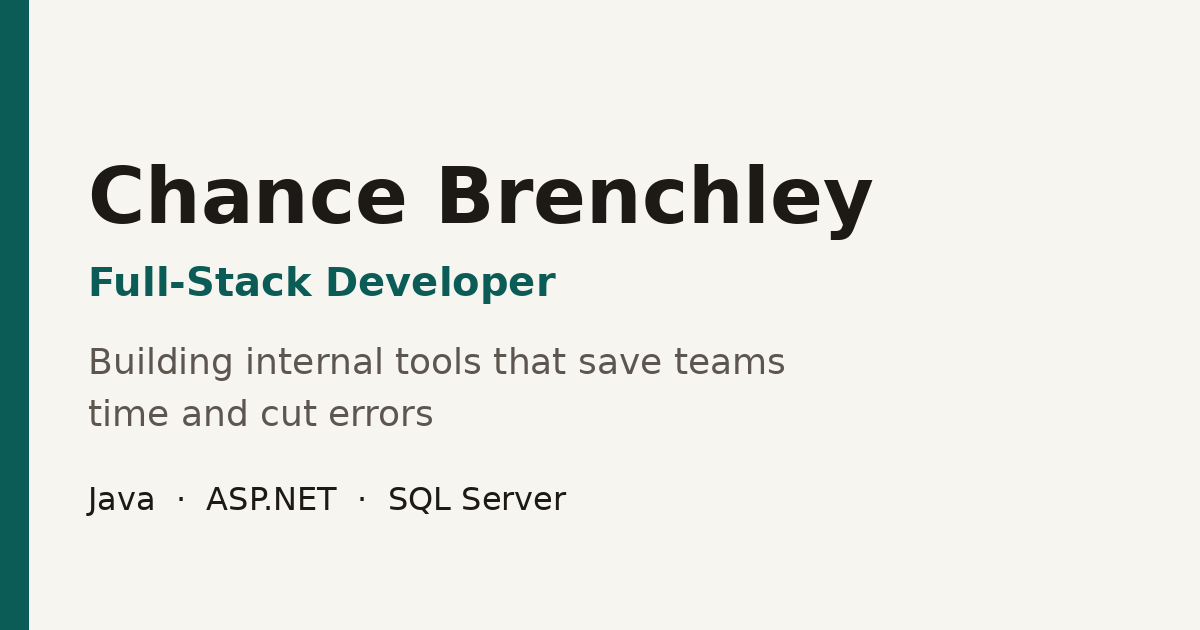 Chance Brenchley
Full-Stack Developer
Building internal tools that save teams
time and cut errors
Java · ASP.NET · SQL Server